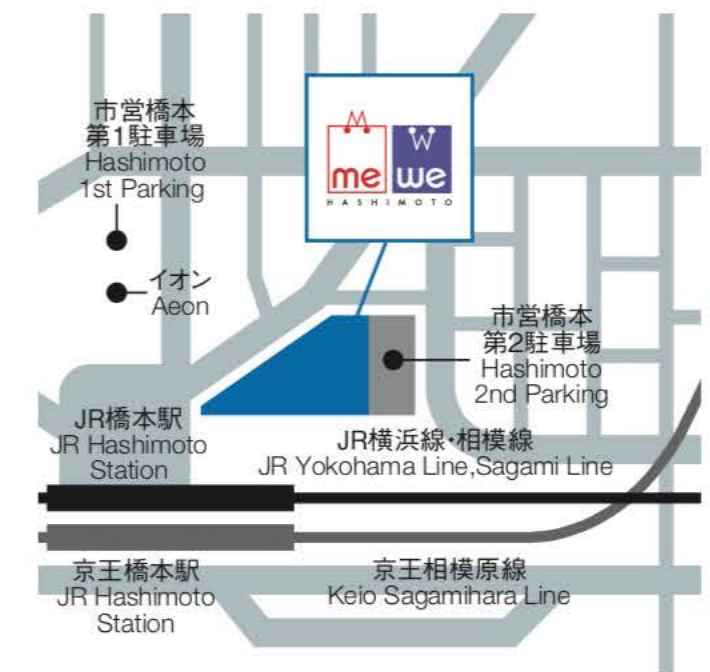 市営橋本
第1駐車場
Hashimoto
1st Parking
M
W
me we
HASHIMOTO
イオン
Aeon
市営橋本
第2駐車場
Hashimoto
2nd Parking
JR橋本駅
JR Hashimoto
Station
JR横浜線・相模線
JR Yokohama Line,Sagami Line
京王橋本駅
JR Hashimoto
Station
京王相模原線
Keio Sagamihara Line